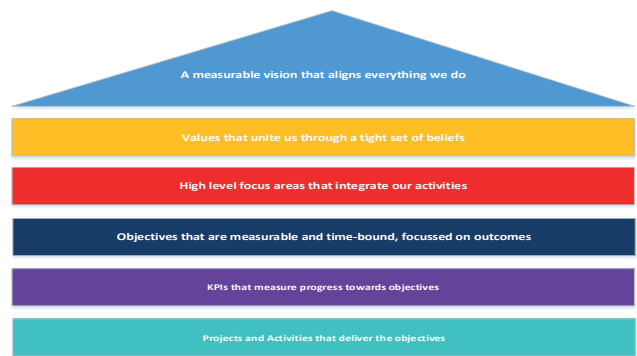 A measurable vision that aligns everything we do
Values that unite us through a tight set of beliefs
High level focus areas that integrate our activities
Objectives that are measurable and time-bound, focussed on outcomes
KPIs that measure progress towards objectives
Projects and Activities that deliver the objectives